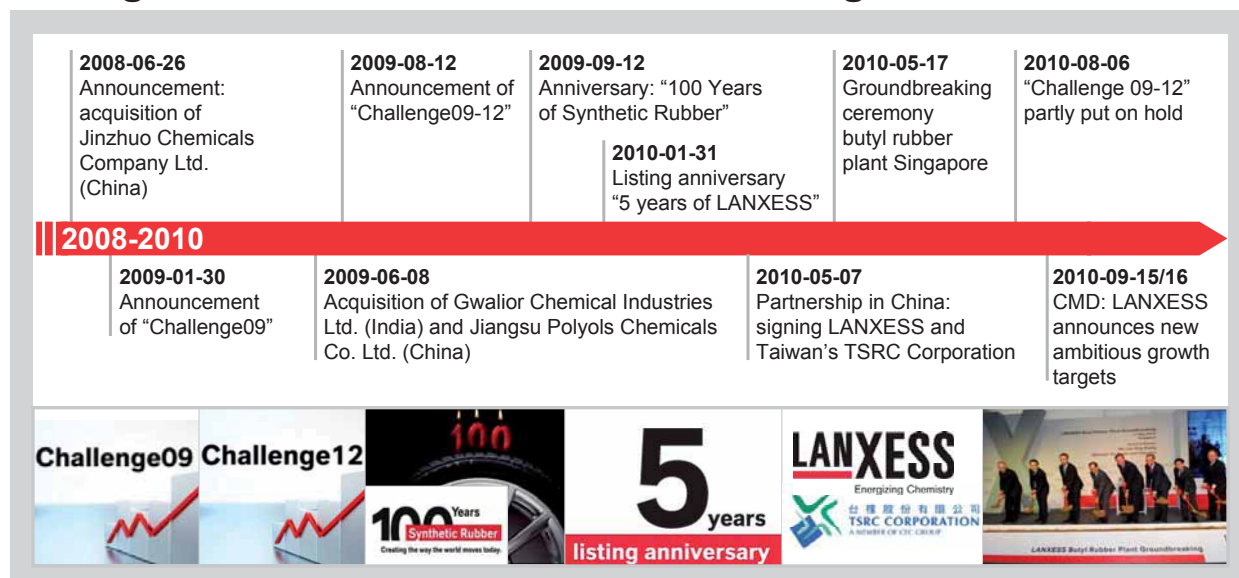 2008-06-26
Announcement:
acquisition of
Jinzhuo Chemicals
Company Ltd.
(China)
2009-08-12
Announcement of
“Challenge09-12”
2009-09-12
Anniversary: “100 Years
of Synthetic Rubber”
2010-01-31
Listing anniversary
“5 years of LANXESS”
2010-05-17
Groundbreaking
ceremony
butyl rubber
plant Singapore
2010-08-06
“Challenge 09-12”
partly put on hold
2008-2010
2009-01-30
Announcement
of “Challenge09”
2009-06-08
Acquisition of Gwalior Chemical Industries
Ltd. (India) and Jiangsu Polyols Chemicals
Co. Ltd. (China)
2010-05-07
Partnership in China:
signing LANXESS and
Taiwan’s TSRC Corporation
2010-09-15/16
CMD: LANXESS
announces new
ambitious growth
targets
Challenge09
Challenge12
100
100 Years
Synthetic Rubber
Creating the way the world moves today.
5
years
listing anniversary
LANXESS
Energizing Chemistry
台橡股份有限公司
TSRC CORPORATION
A MEMBER OF CTC GROUP
LANXESS Butyl Rubber Plant Groundbreaking